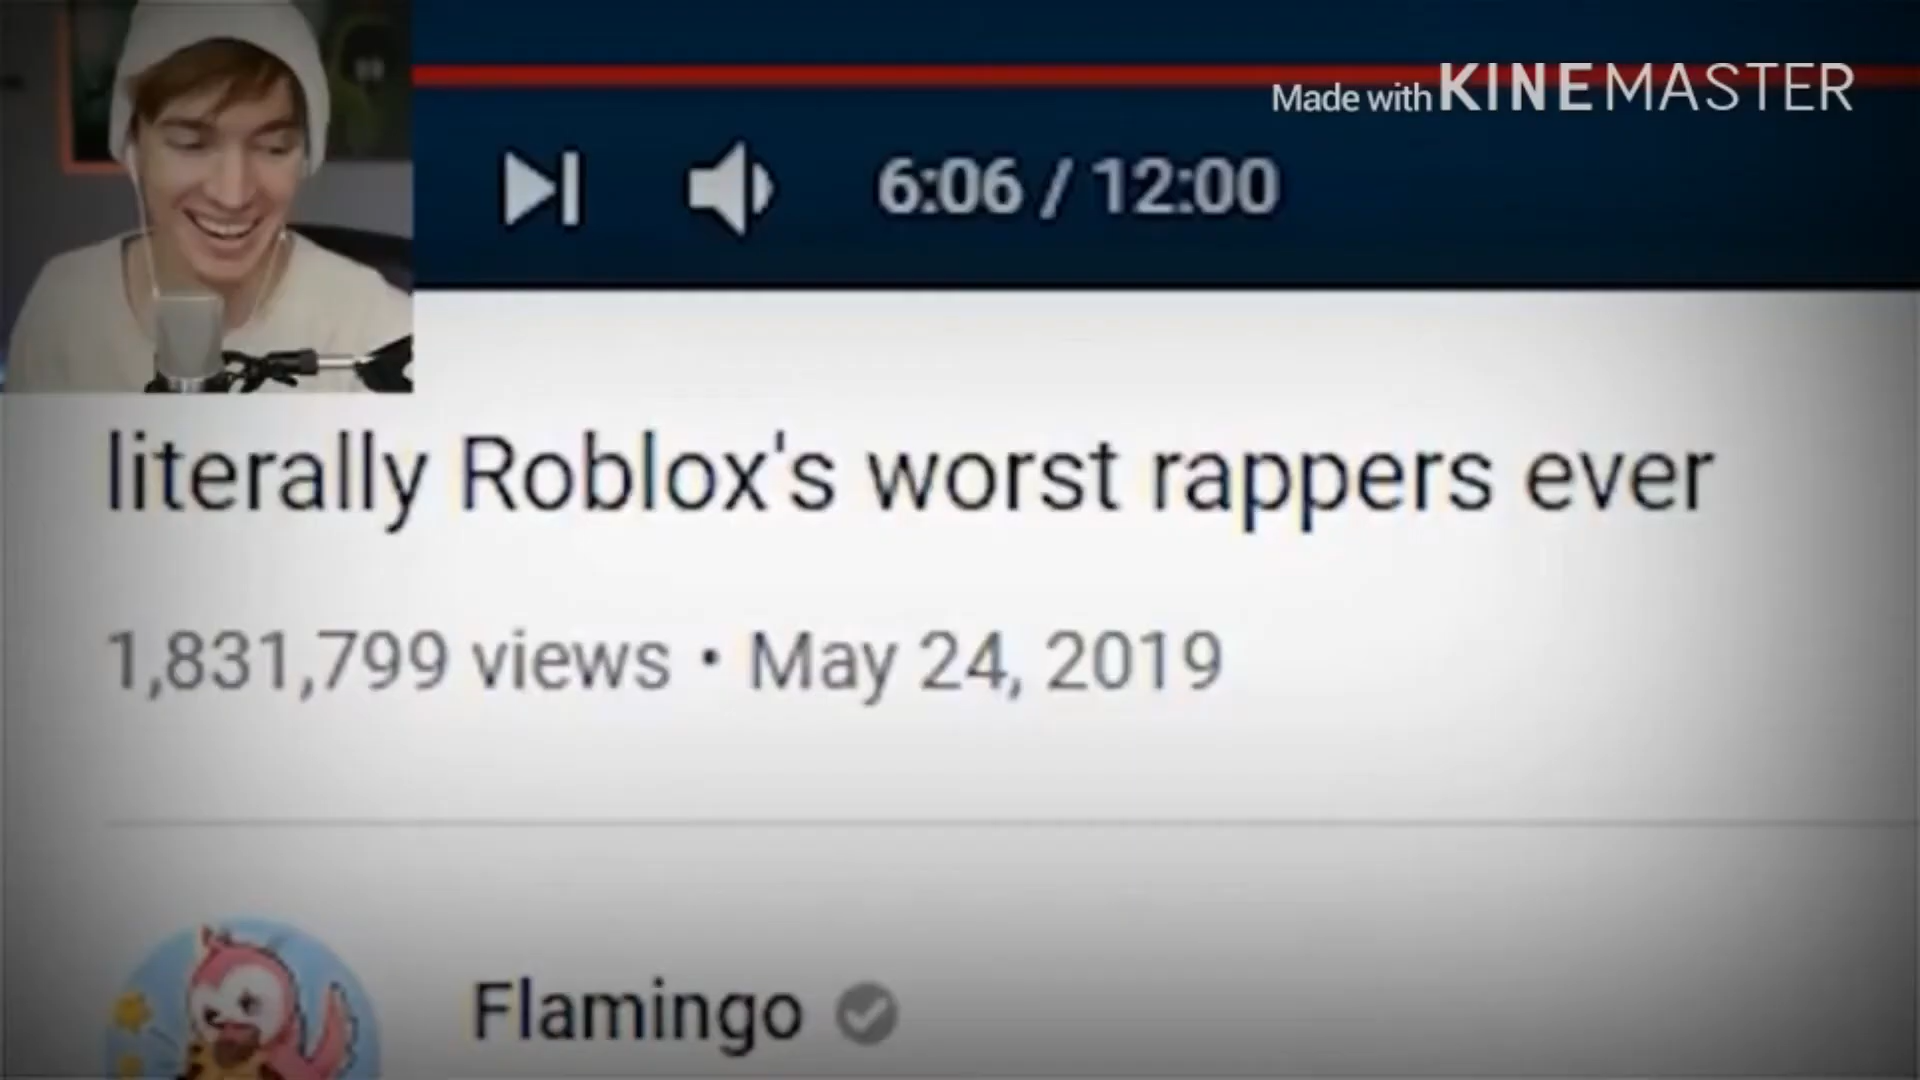 Made with KINEMASTER
6:06 / 12:00
literally Roblox's worst rappers ever
1,831,799 views • May 24, 2019
Flamingo